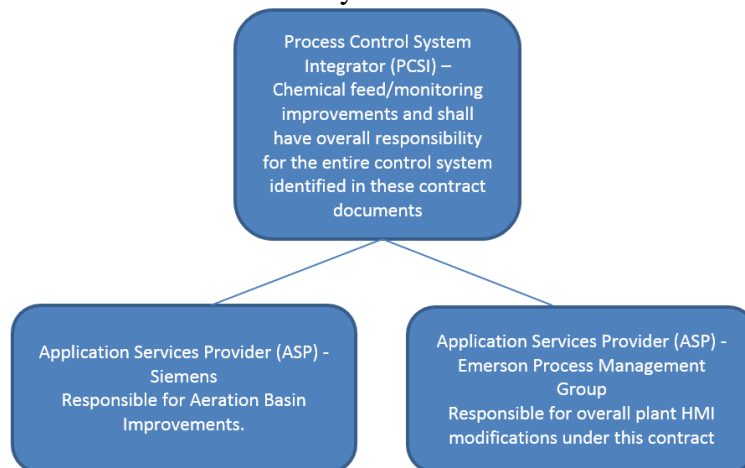 Process Control System
Integrator (PCSI) –
Chemical feed/monitoring
improvements and shall
have overall responsibility
for the entire control system
identified in these contract
documents
Application Services Provider (ASP) -
Siemens
Responsible for Aeration Basin
Improvements.
Application Services Provider (ASP) -
Emerson Process Management
Group
Responsible for overall plant HMI
modifications under this contract